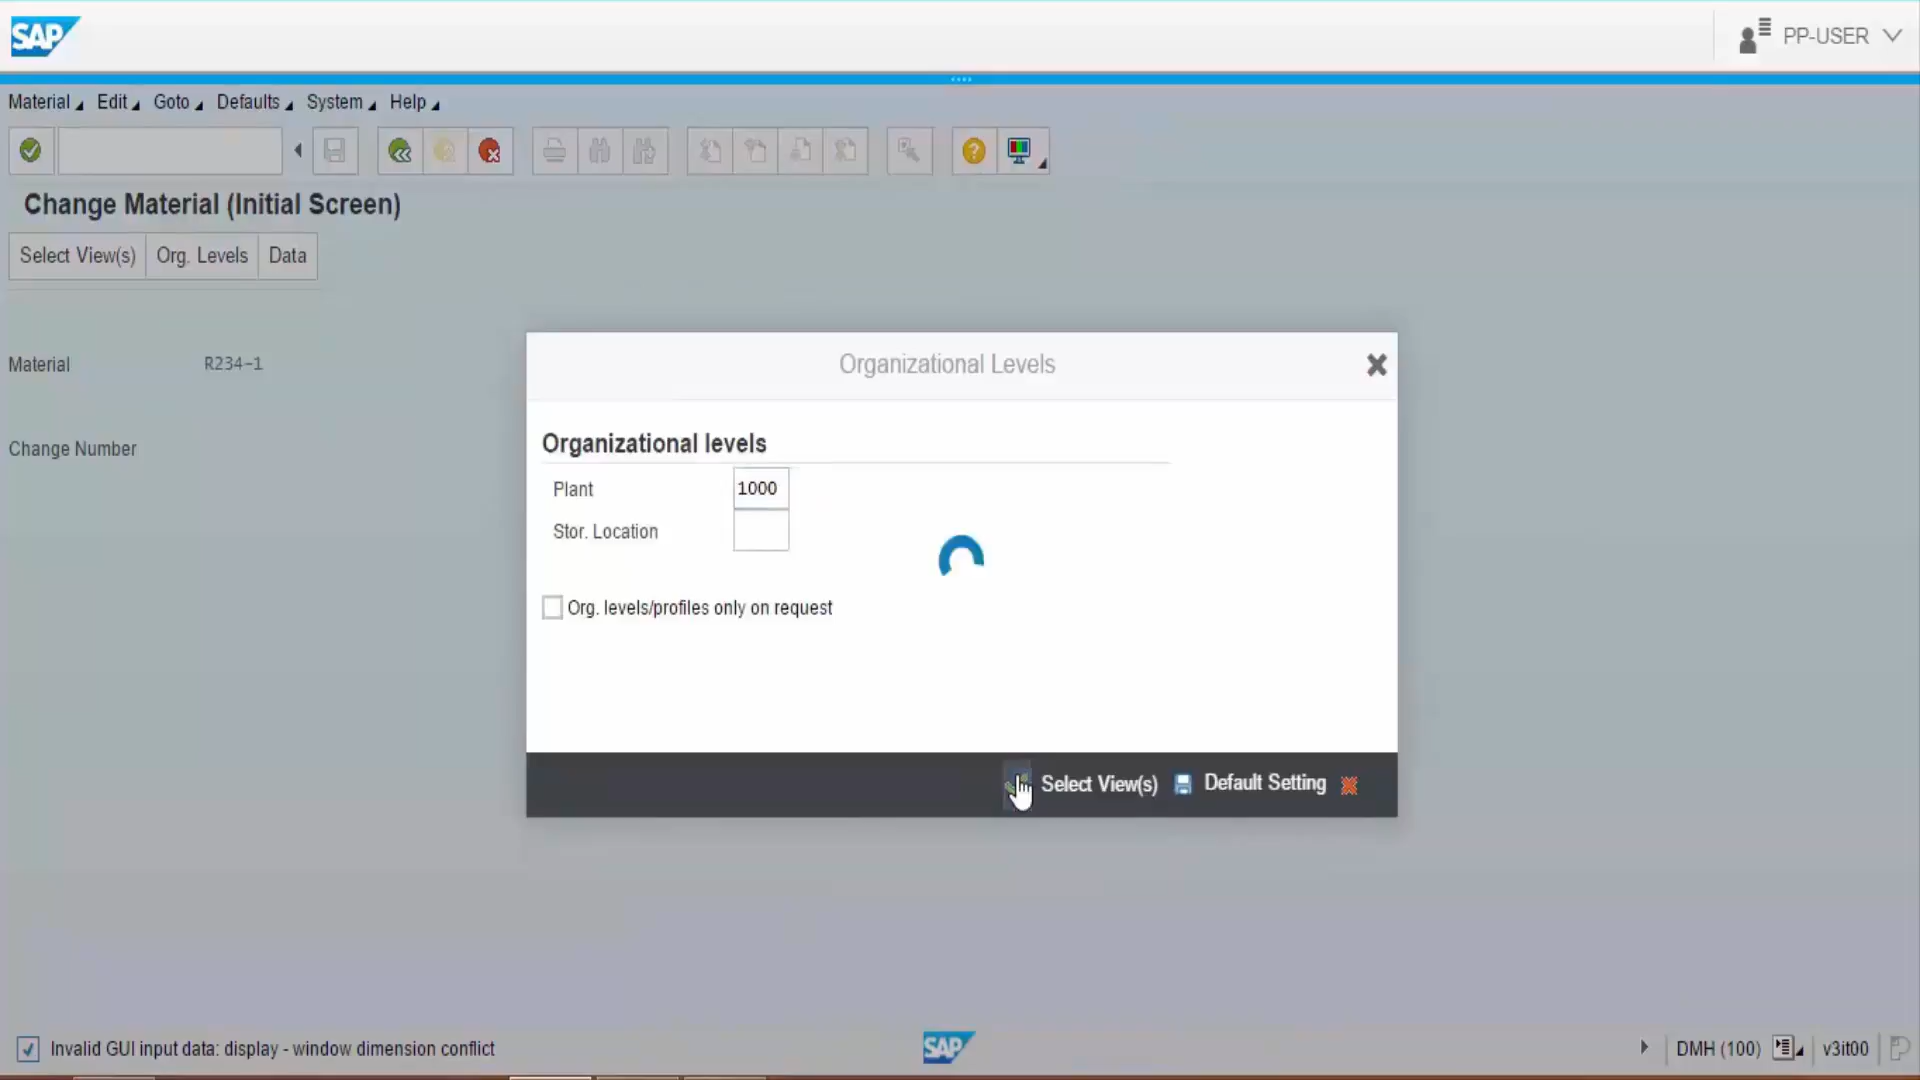 SAP
PP-USER
Material Edit Goto Defaults System Help
Change Material (Initial Screen)
Select View(s) Org. Levels Data
Material R234-1
Change Number
Organizational Levels
Organizational levels
Plant 1000
Stor. Location
Org. levels/profiles only on request
Select View(s) Default Setting
Invalid GUI input data: display - window dimension conflict
SAP
DMH (100) v3it00